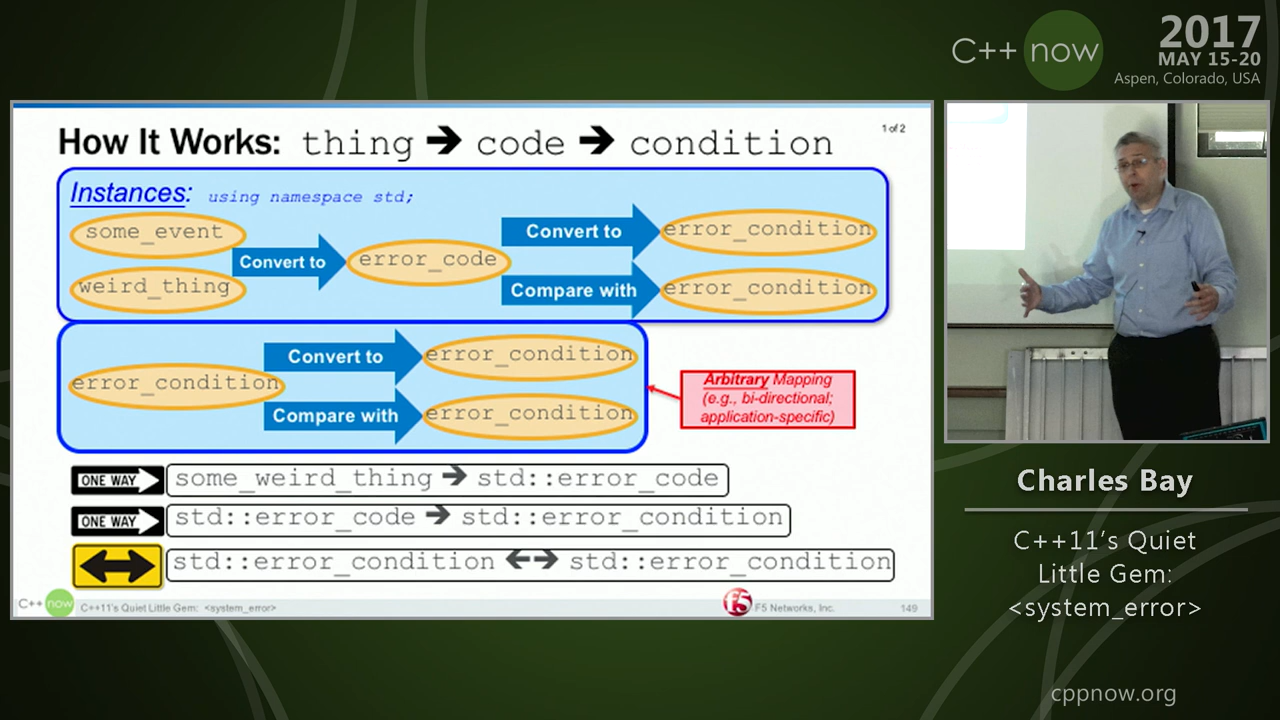 C++ now
2017
MAY 15-20
Aspen, Colorado, USA
How It Works: thing → code → condition
1 of 2
Instances: using namespace std;
some_event
weird_thing
Convert to
error_code
Convert to
error_condition
Compare with
error_condition
error_condition
Convert to
error_condition
Compare with
error_condition
Arbitrary Mapping
(e.g., bi-directional;
application-specific)
ONE WAY
some_weird_thing → std::error_code
ONE WAY
std::error_code → std::error_condition
std::error_condition ↔ std::error_condition
C++ now
C++11's Quiet Little Gem: <system_error>
F5 Networks, Inc.
149
Charles Bay
C++11's Quiet
Little Gem:
<system_error>
cppnow.org